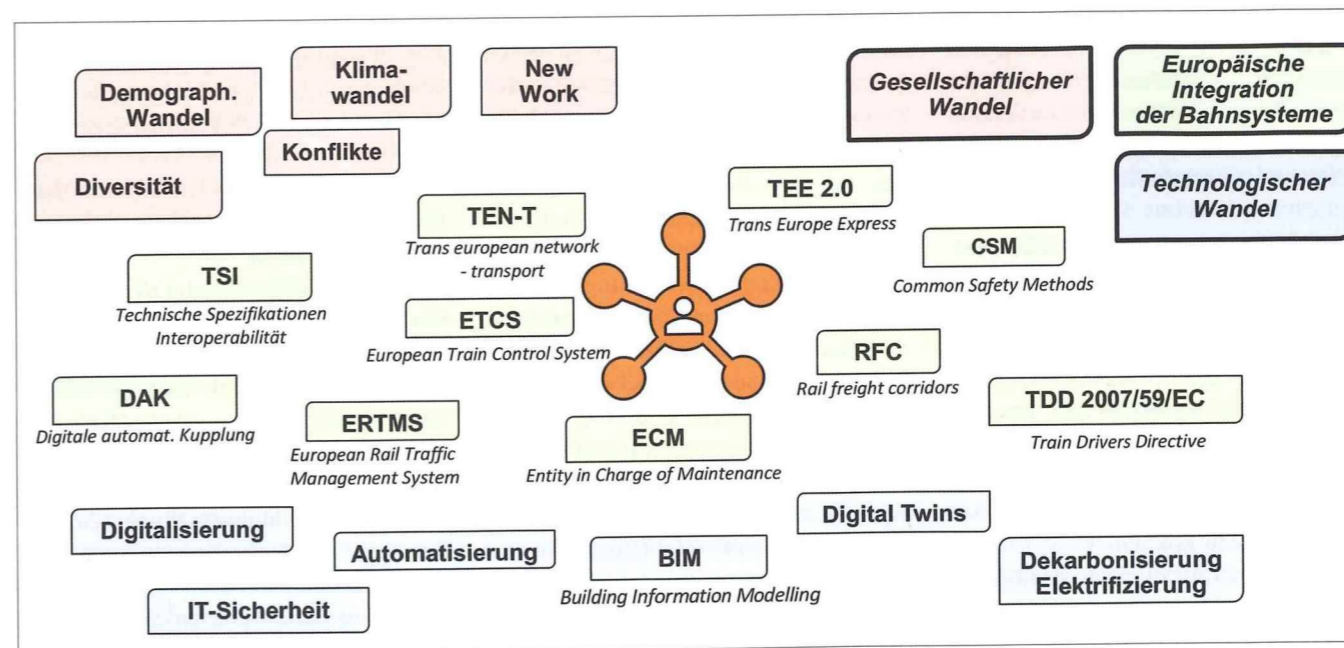 Demograph.
Wandel
Klima-
wandel
New
Work
Konflikte
Diversität
Gesellschaftlicher
Wandel
Europäische
Integration
der Bahnsysteme
Technologischer
Wandel
TEN-T
Trans european network
- transport
TEE 2.0
Trans Europe Express
CSM
Common Safety Methods
TSI
Technische Spezifikationen
Interoperabilität
ETCS
European Train Control System
RFC
Rail freight corridors
DAK
Digitale automat. Kupplung
ERTMS
European Rail Traffic
Management System
ECM
Entity in Charge of Maintenance
TDD 2007/59/EC
Train Drivers Directive
Digitalisierung
Automatisierung
BIM
Building Information Modelling
Digital Twins
Dekarbonisierung
Elektrifizierung
IT-Sicherheit